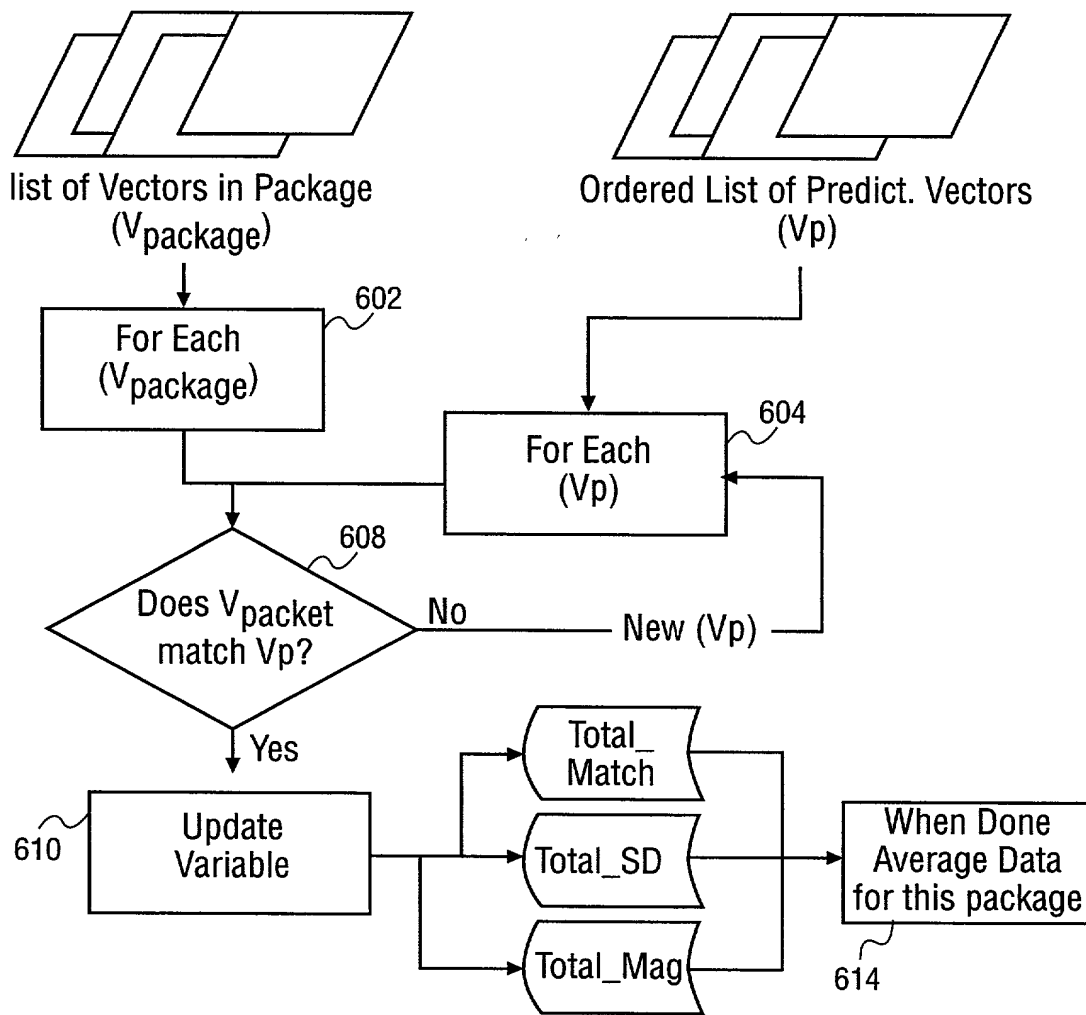 list of Vectors in Package
(Vpackage)
Ordered List of Predict. Vectors
(Vp)
602
For Each
(Vpackage)
604
For Each
(Vp)
608
Does Vpacket
match Vp?
No
New (Vp)
Yes
610
Update
Variable
Total_
Match
Total_SD
Total_Mag
When Done
Average Data
for this package
614